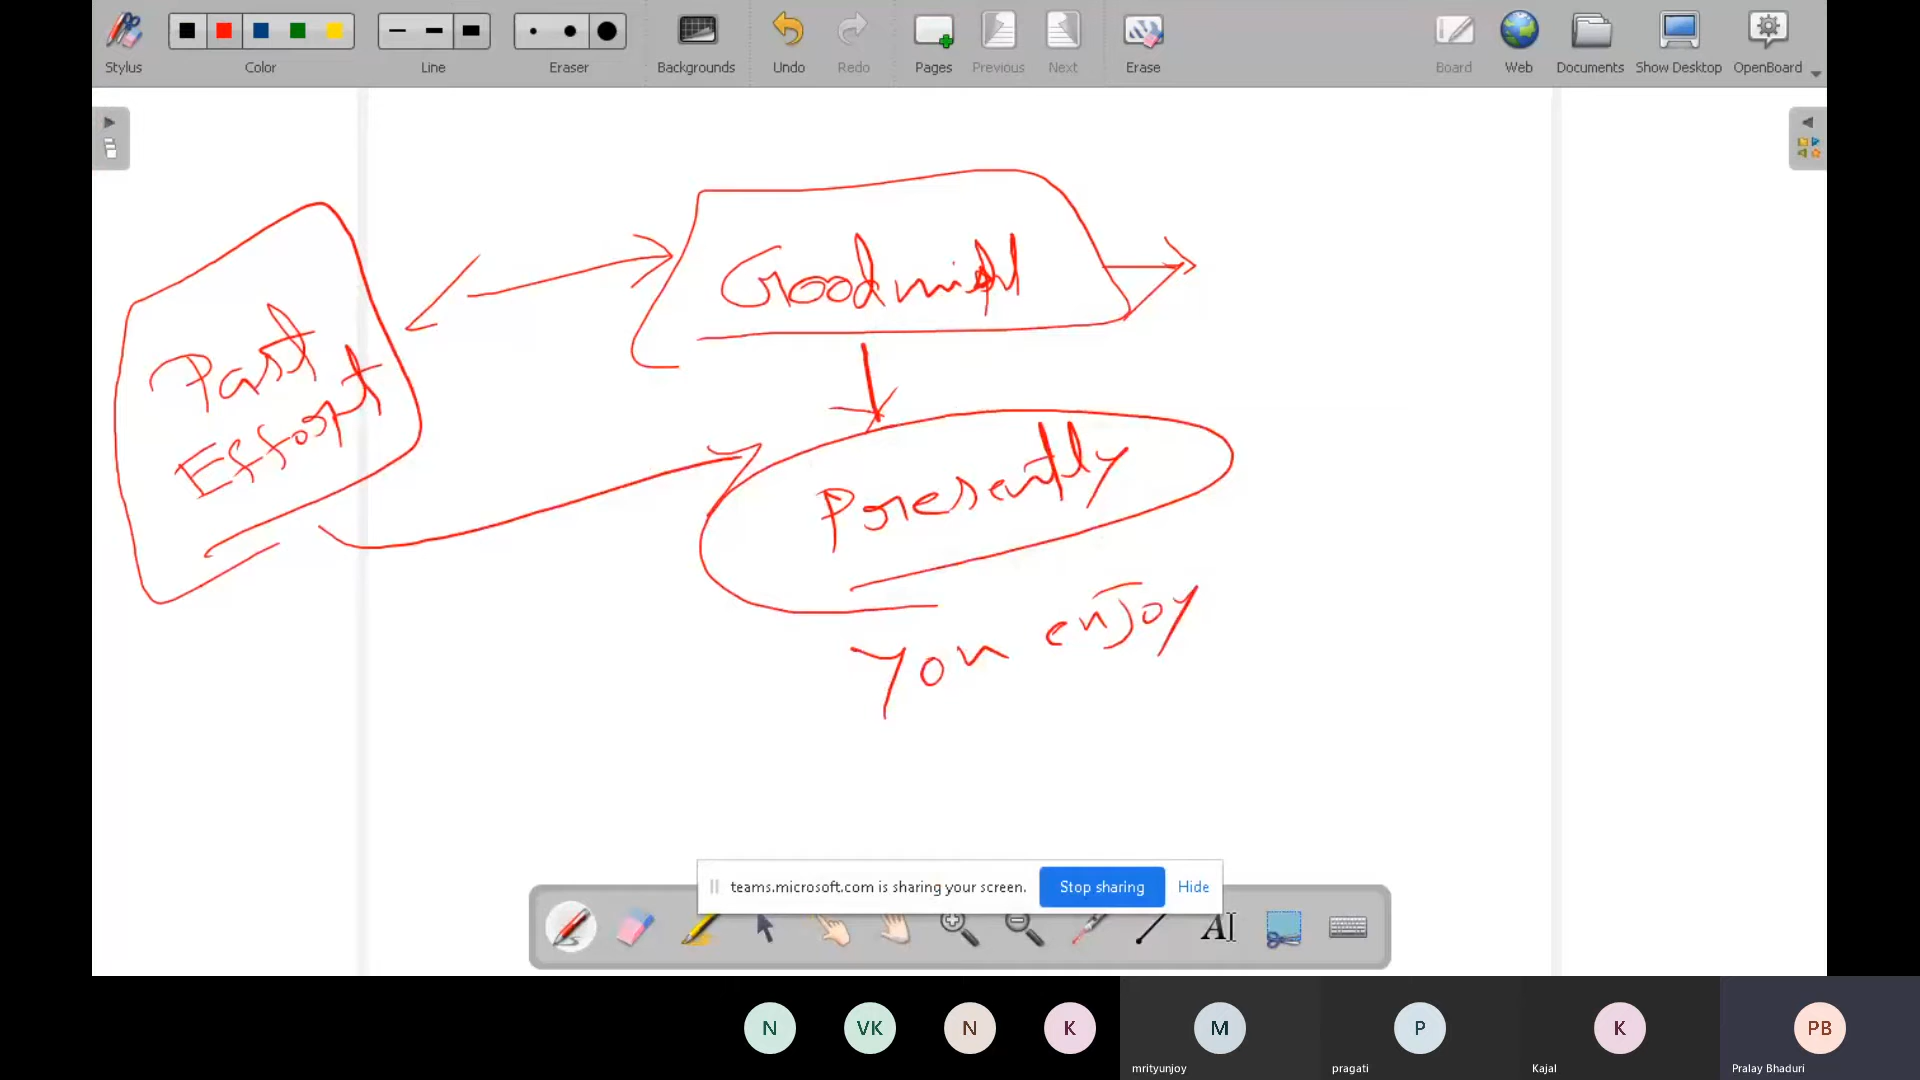 Stylus
Color
Line
Eraser
Backgrounds
Undo
Redo
Pages
Previous
Next
Erase
Board
Web
Documents
Show Desktop
OpenBoard
Past
Effort
Presently
You enjoy
teams.microsoft.com is sharing your screen.
Stop sharing
Hide
N
VK
N
K
M
P
K
PB
mrityunjoy
pragati
Kajal
Pralay Bhaduri